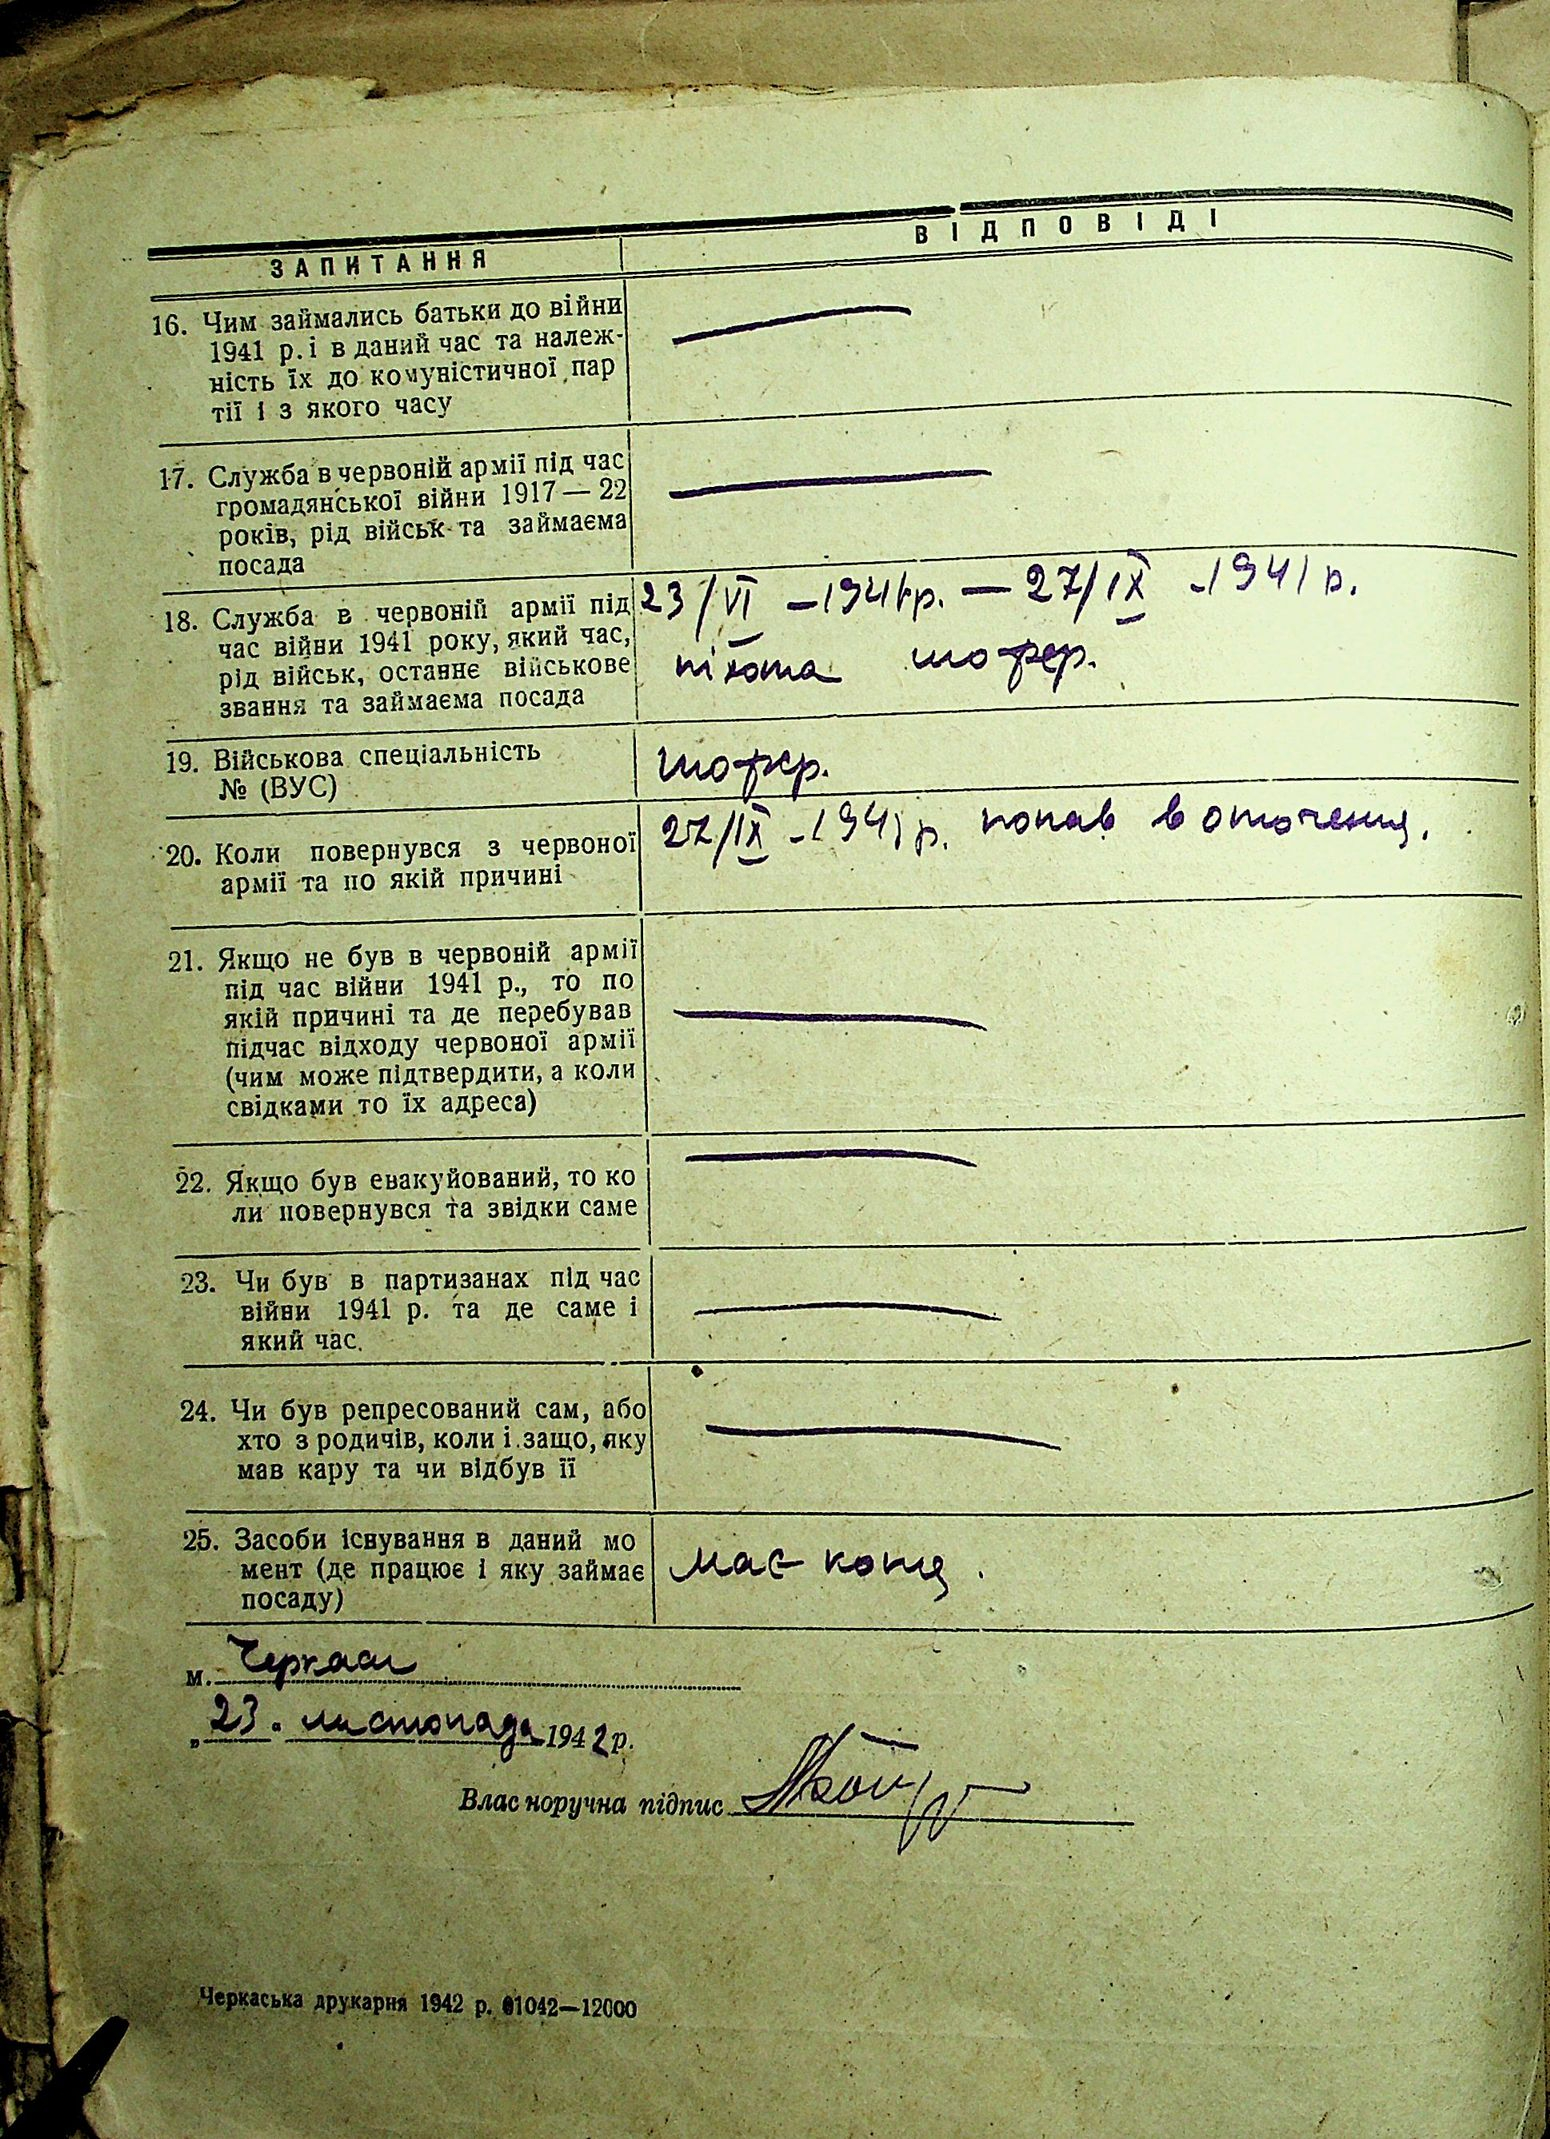 ЗАПИТАННЯ
ВІДПОВІДІ
16. Чим займались батьки до війни
1941 р. і в даний час та належ-
ність їх до комуністичної пар
тії і з якого часу
17. Служба в червоній армії під час
громадянської війни 1917 — 22
років, рід військ та займаєма
посада
18. Служба в червоній армії під
час війни 1941 року, який час,
рід військ, останнє військове
звання та займаєма посада
23/VI – 1941 р. — 27/IX - 1941 р.
піхота шофер.
19. Військова спеціальність
№ (ВУС)
шофер.
20. Коли повернувся з червоної
армії та по якій причині
27/IX - 1941 р. попав в оточення.
21. Якщо не був в червоній армії
під час війни 1941 р., то по
якій причині та де перебував
підчас відходу червоної армії
(чим може підтвердити, а коли
свідками то їх адреса)
22. Якщо був евакуйований, то ко
ли повернувся та звідки саме
23. Чи був в партизанах під час
війни 1941 р. та де саме і
який час.
24. Чи був репресований сам, або
хто з родичів, коли і защо, яку
мав кару та чи відбув її
25. Засоби існування в даний мо
мент (де працює і яку займає
посаду)
має коня.
м. Черкаси
„23" листопада 1942 р.
Власноручна підпис
Черкаська друкарня 1942 р. 01042—12000